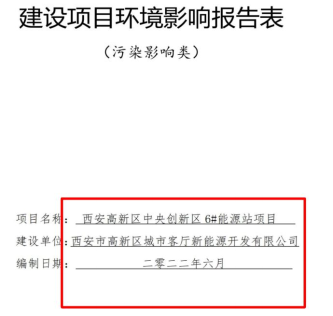 建设项目环境影响报告表
（污染影响类）
项目名称：西安高新区中央创新区 6#能源站项目
建设单位：西安市高新区城市客厅新能源开发有限公司
编制日期：二零二二年六月